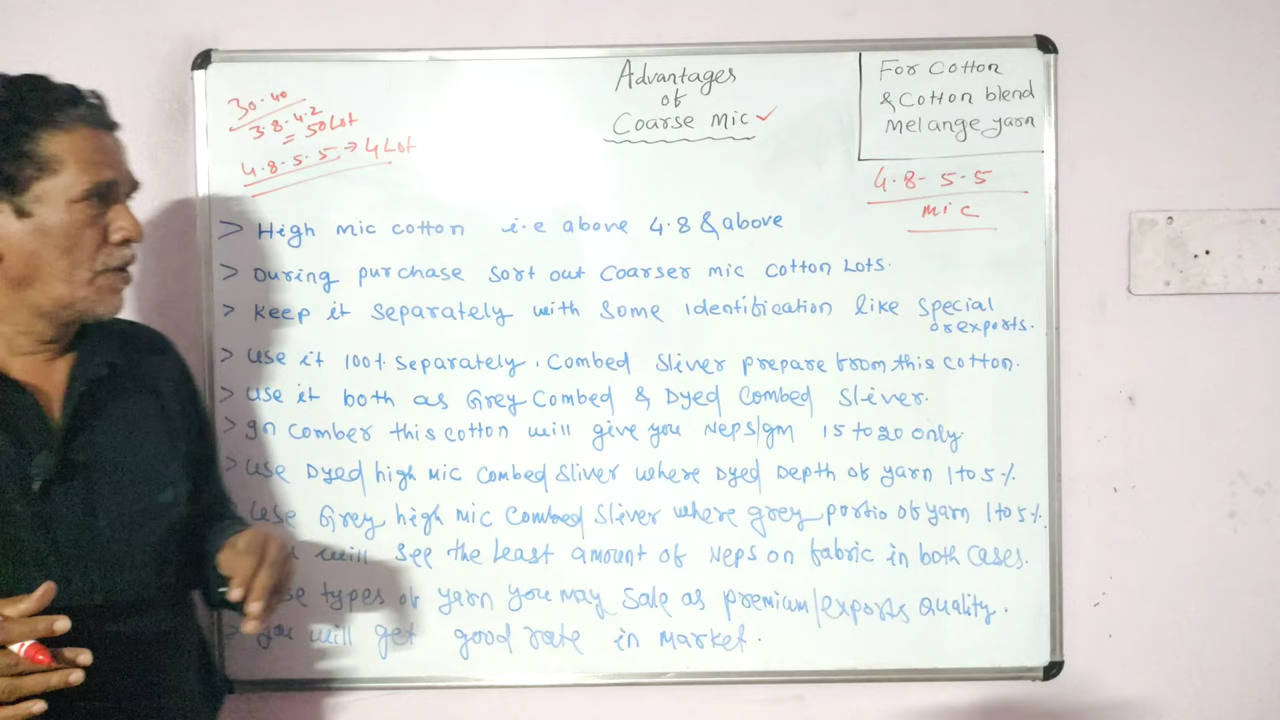 Advantages
of
Coarse Mic ✓
For Cotton
& Cotton blend
Melange yarn
30.40
3.8-4.2
= 50 Lot
4.8-5.5 → 4 Lot
4.8-5.5
Mic
> High mic cotton i.e above 4.8 & above
> During purchase sort out coarser mic cotton Lots.
> Keep it separately with some identification like special
or exports.
> Use it 100% separately. Combed Sliver prepare from this cotton.
> Use it both as Grey Combed & Dyed Combed Sliver.
> In comber this cotton will give you Neps/gm 15 to 20 only.
> Use Dyed high Mic Combed Sliver where Dyed Depth of yarn 1 to 5%.
Use Grey high mic Combed Sliver where grey portio of yarn 1 to 5%.
will see the Least amount of Neps on fabric in both cases.
types of yarn you may sale as premium/exports Quality.
> You will get good rate in market.